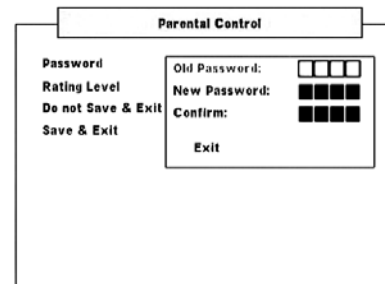 Parental Control
Password
Rating Level
Do not Save & Exit
Save & Exit
Old Password:
New Password:
Confirm:
Exit